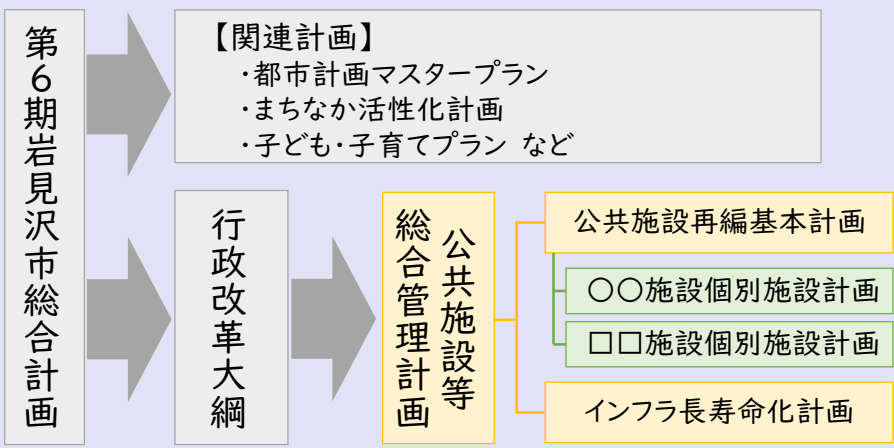 第6期岩見沢市総合計画
【関連計画】
・都市計画マスタープラン
・まちなか活性化計画
・子ども・子育てプラン など
行政改革大綱
公共施設等
総合管理計画
公共施設再編基本計画
〇〇施設個別施設計画
□□施設個別施設計画
インフラ長寿命化計画